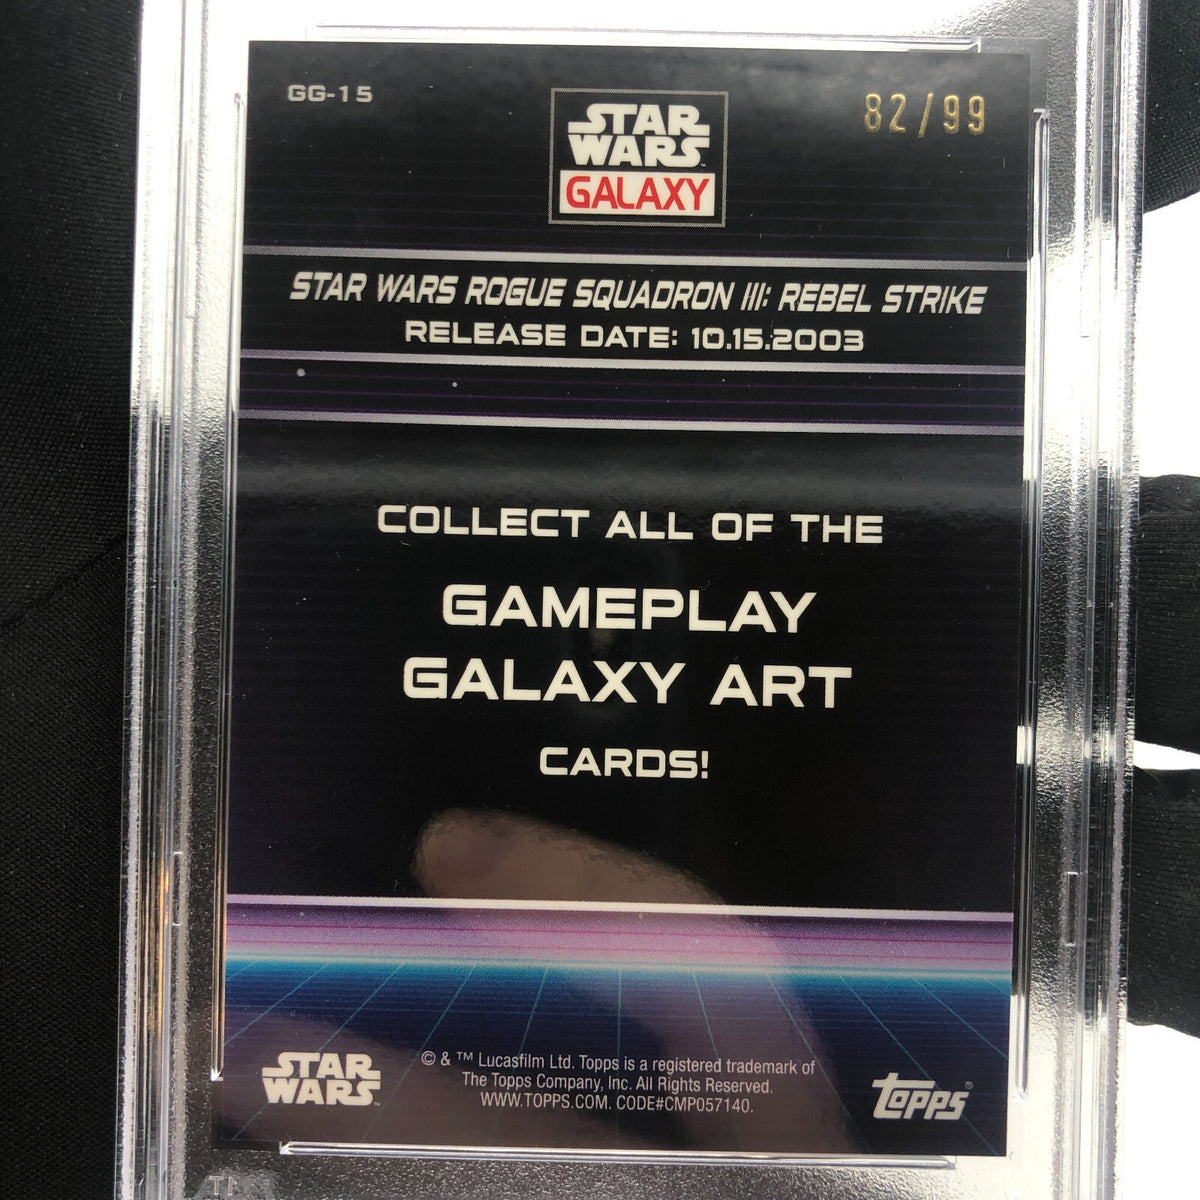 GG-15
82/99
STAR
WARS
GALAXY
STAR WARS ROGUE SQUADRON III: REBEL STRIKE
RELEASE DATE: 10.15.2003
COLLECT ALL OF THE
GAMEPLAY
GALAXY ART
CARDS!
STAR
WARS
© & ™ Lucasfilm Ltd. Topps is a registered trademark of
The Topps Company, Inc. All Rights Reserved.
WWW.TOPPS.COM. CODE#CMP057140.
topps®